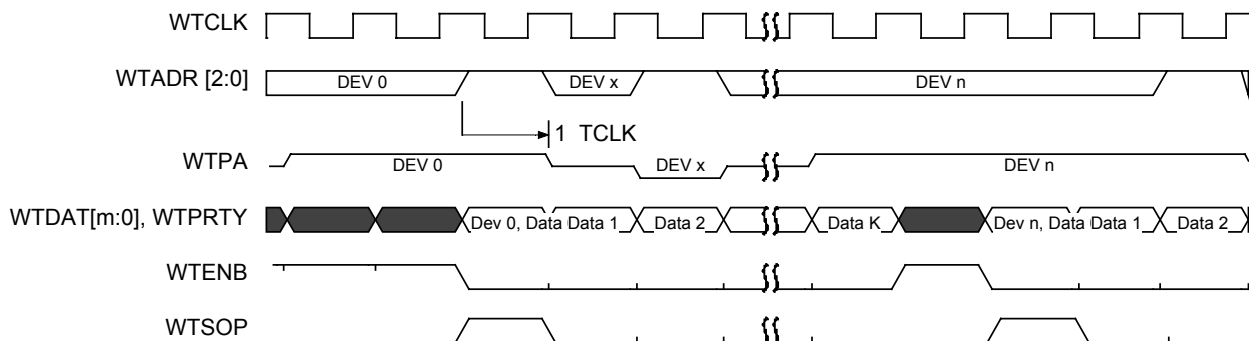 WTCLK
WTADR [2:0] DEV 0 DEV x DEV n
1 TCLK
WTPA DEV 0 DEV x DEV n
WTDAT[m:0], WTPRTY Dev 0, Data Data 1 Data 2 Data K Dev n, Data Data 1 Data 2
WTENB
WTSOP